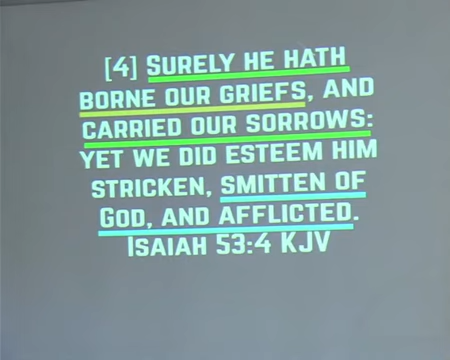 [4] Surely he hath
borne our griefs, and
carried our sorrows:
yet we did esteem him
stricken, smitten of
God, and afflicted.
Isaiah 53:4 KJV